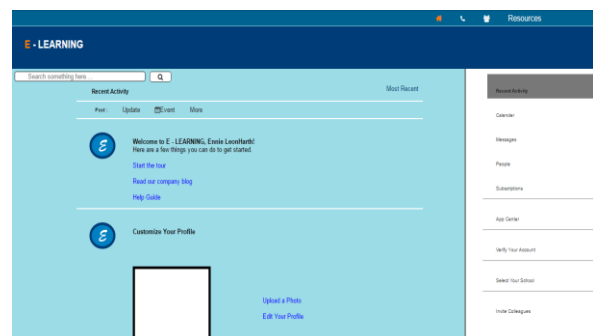 Resources
E - LEARNING
Search something here ...
Recent Activity
Most Recent
Post : Update Event More
Welcome to E - LEARNING, Ennie LeonHarth!
Here are a few things you can do to get started.
Start the tour
Read our company blog
Help Guide
Customize Your Profile
Upload a Photo
Edit Your Profile
Recent Activity
Calender
Messages
People
Subscriptions
App Center
Verify Your Account
Select Your School
Invite Colleagues